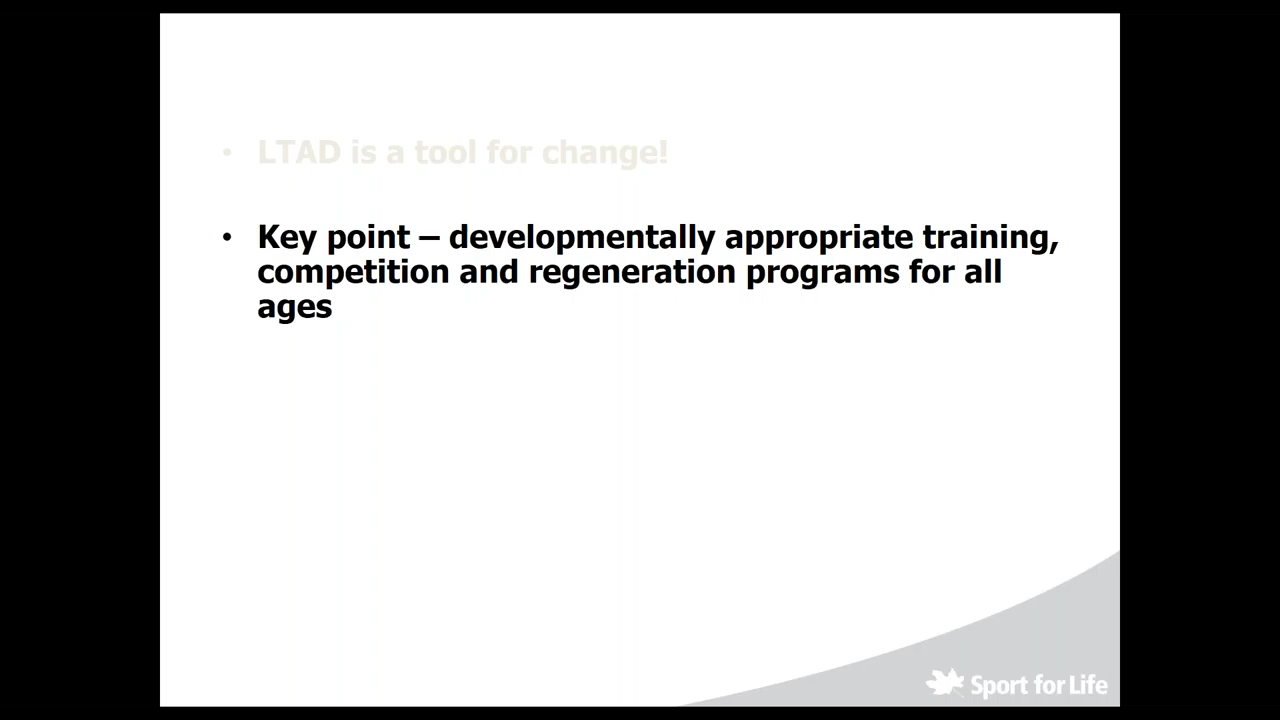 • LTAD is a tool for change!
• Key point – developmentally appropriate training,
competition and regeneration programs for all
ages
Sport for Life